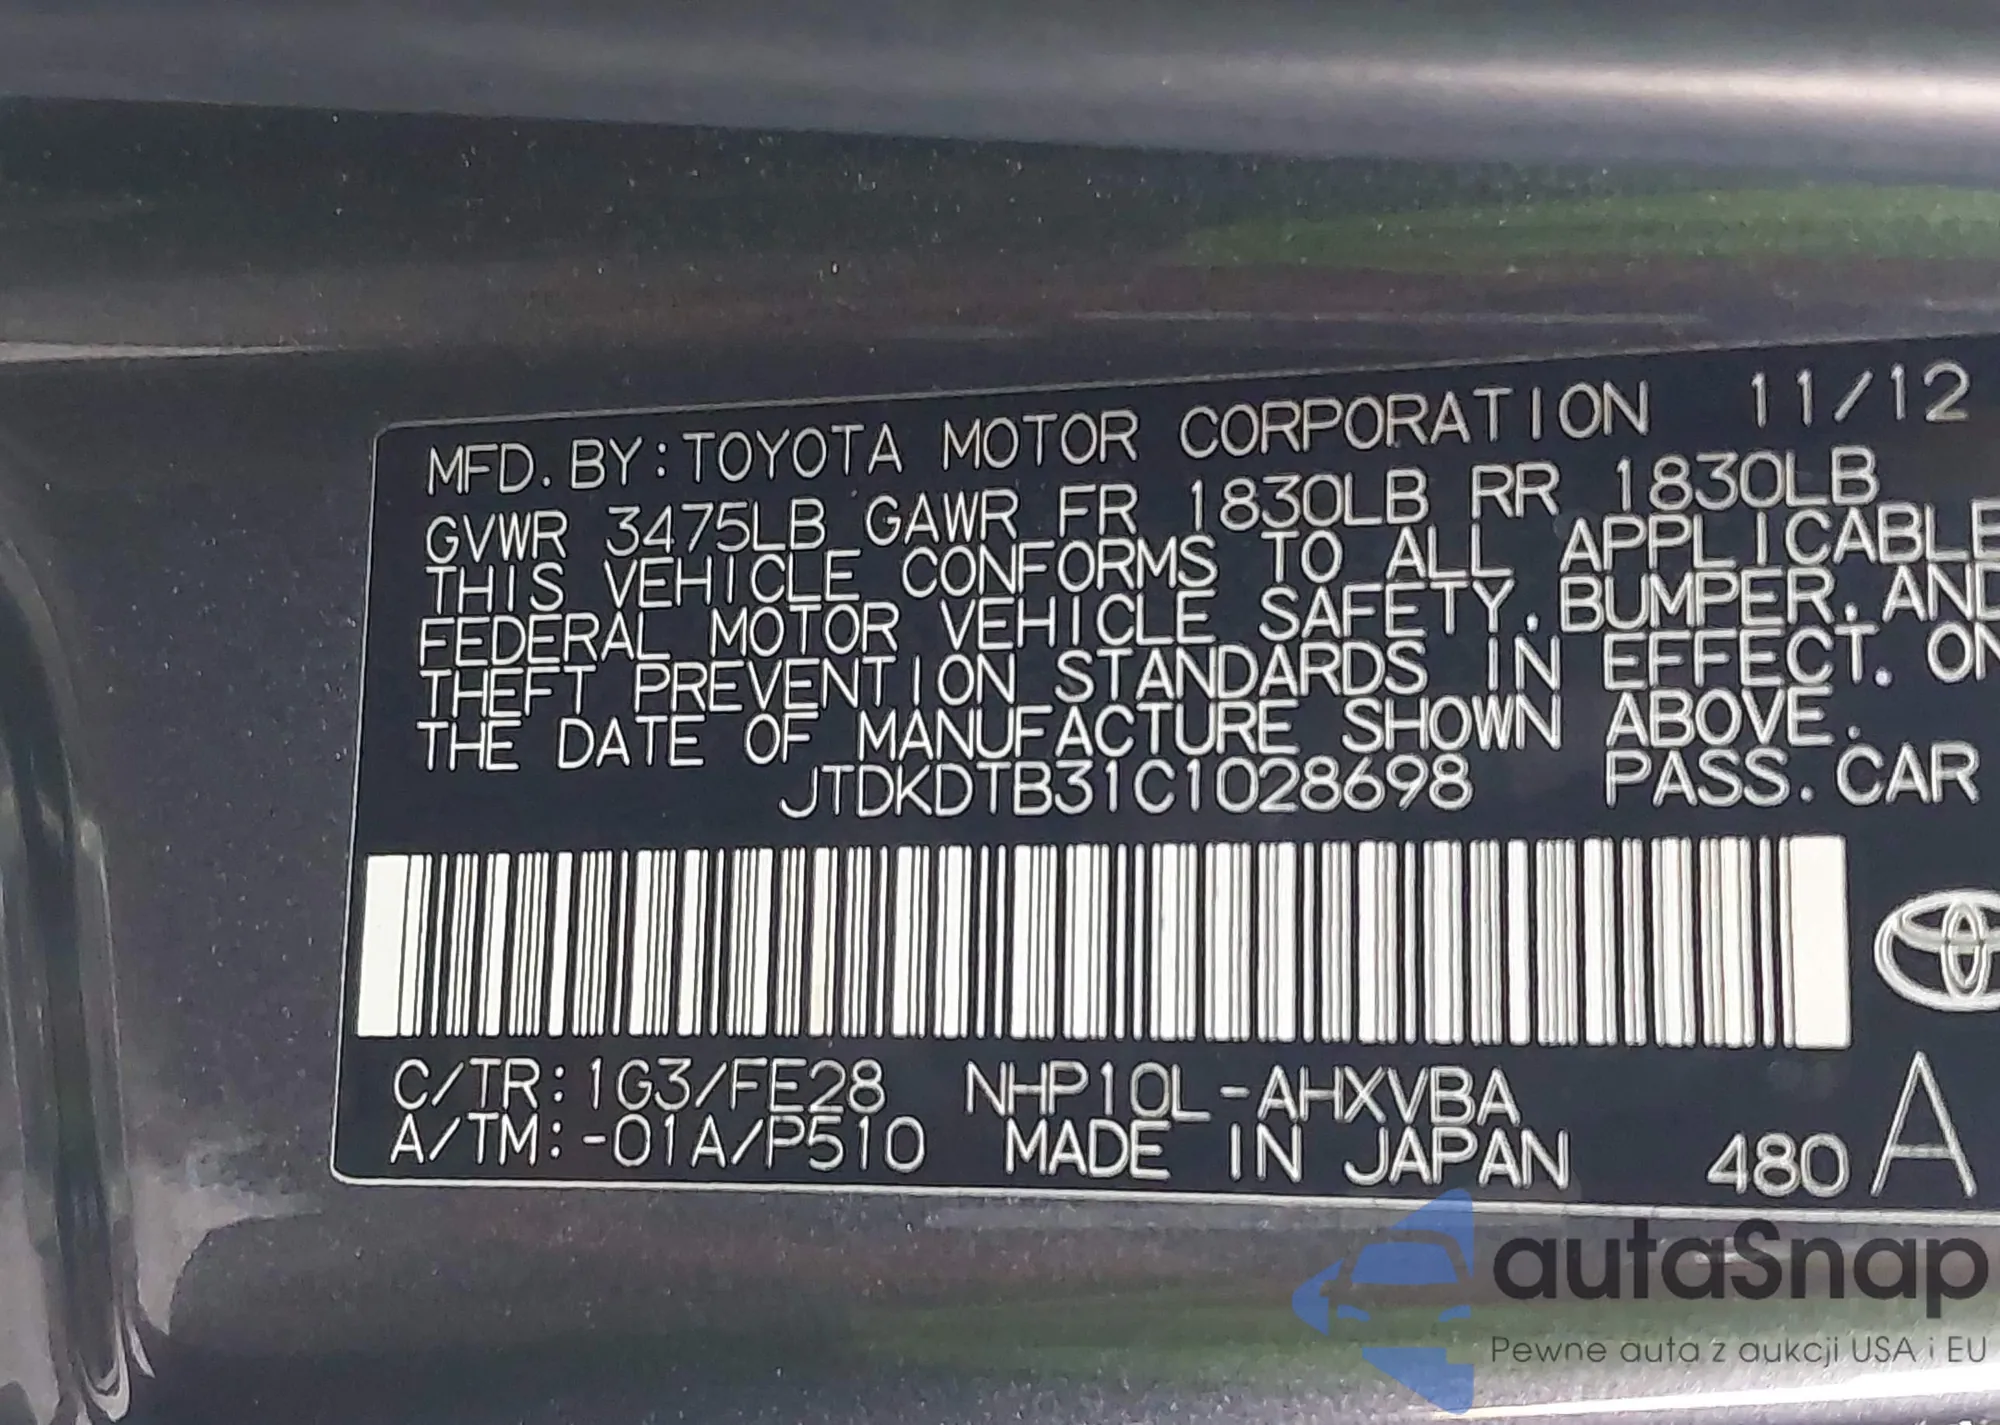 MFD. BY: TOYOTA MOTOR CORPORATION 11/12
GVWR 3475LB GAWR FR 1830LB RR 1830LB
THIS VEHICLE CONFORMS TO ALL APPLICABLE
FEDERAL MOTOR VEHICLE SAFETY, BUMPER, AND
THEFT PREVENTION STANDARDS IN EFFECT. ON
THE DATE OF MANUFACTURE SHOWN ABOVE.
JTDKDTB31C1028698 PASS. CAR
C/TR: 1G3/FE28 NHP10L-AHXVBA
A/TM: -01A/P510 MADE IN JAPAN 480 A
autaSnap
Pewne auta z aukcji USA i EU